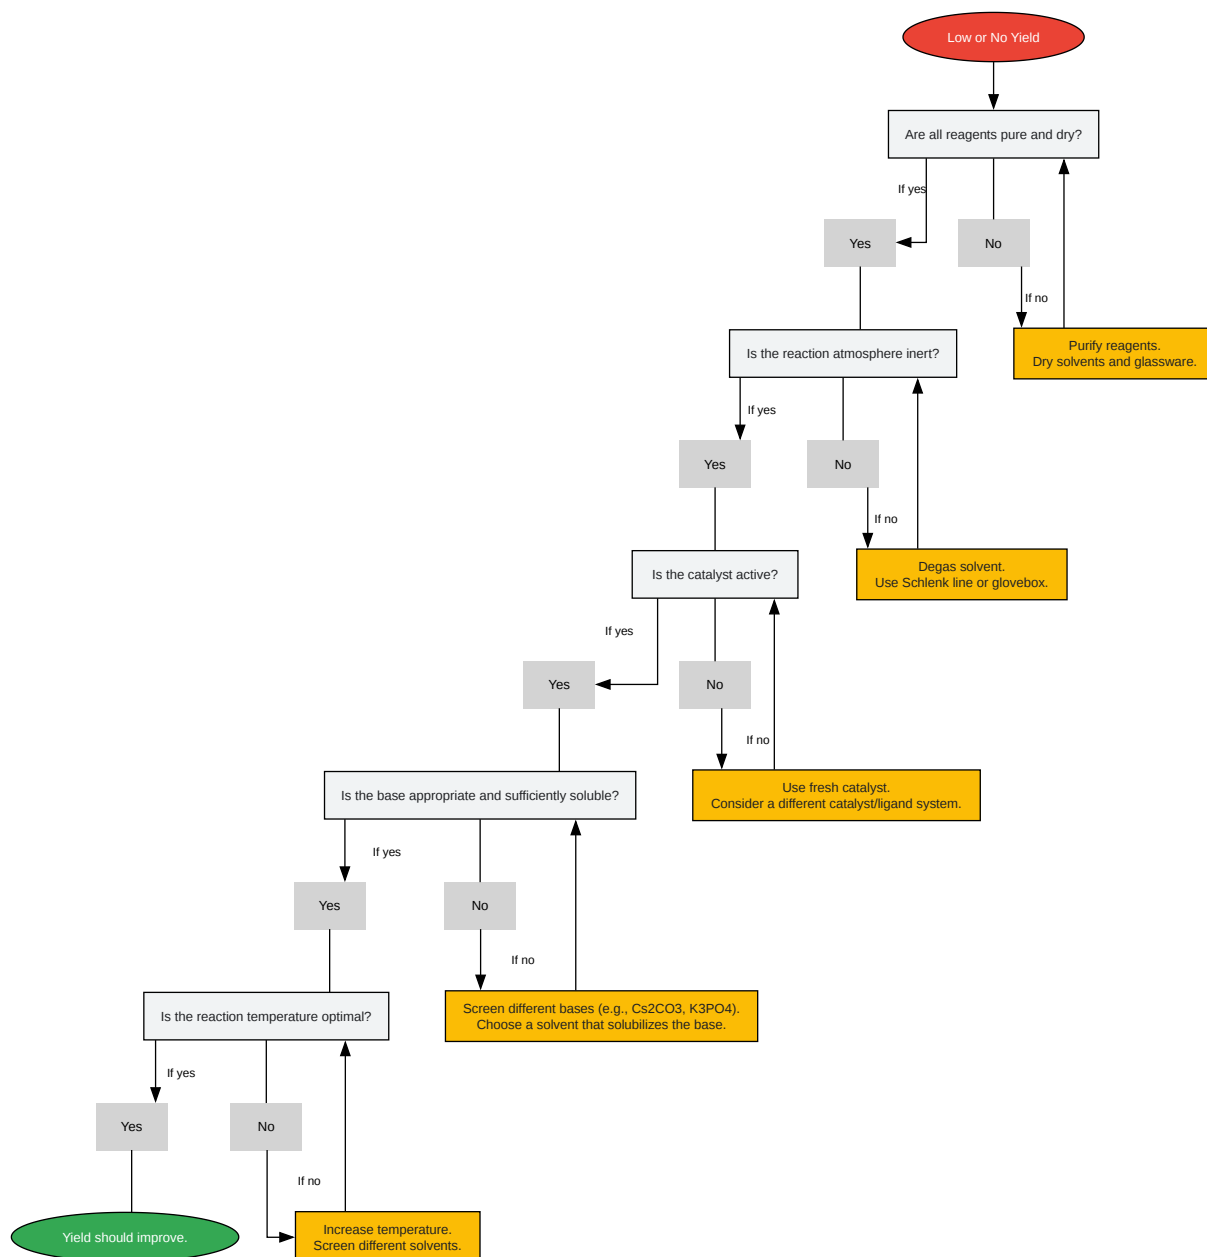 Low or No Yield
Are all reagents pure and dry?
If yes
Yes
No
If no
Is the reaction atmosphere inert?
Purify reagents.
Dry solvents and glassware.
If yes
Yes
No
If no
Is the catalyst active?
Degas solvent.
Use Schlenk line or glovebox.
If yes
Yes
No
If no
Is the base appropriate and sufficiently soluble?
Use fresh catalyst.
Consider a different catalyst/ligand system.
If yes
Yes
No
If no
Is the reaction temperature optimal?
Screen different bases (e.g., Cs2CO3, K3PO4).
Choose a solvent that solubilizes the base.
If yes
Yes
No
If no
Yield should improve.
Increase temperature.
Screen different solvents.